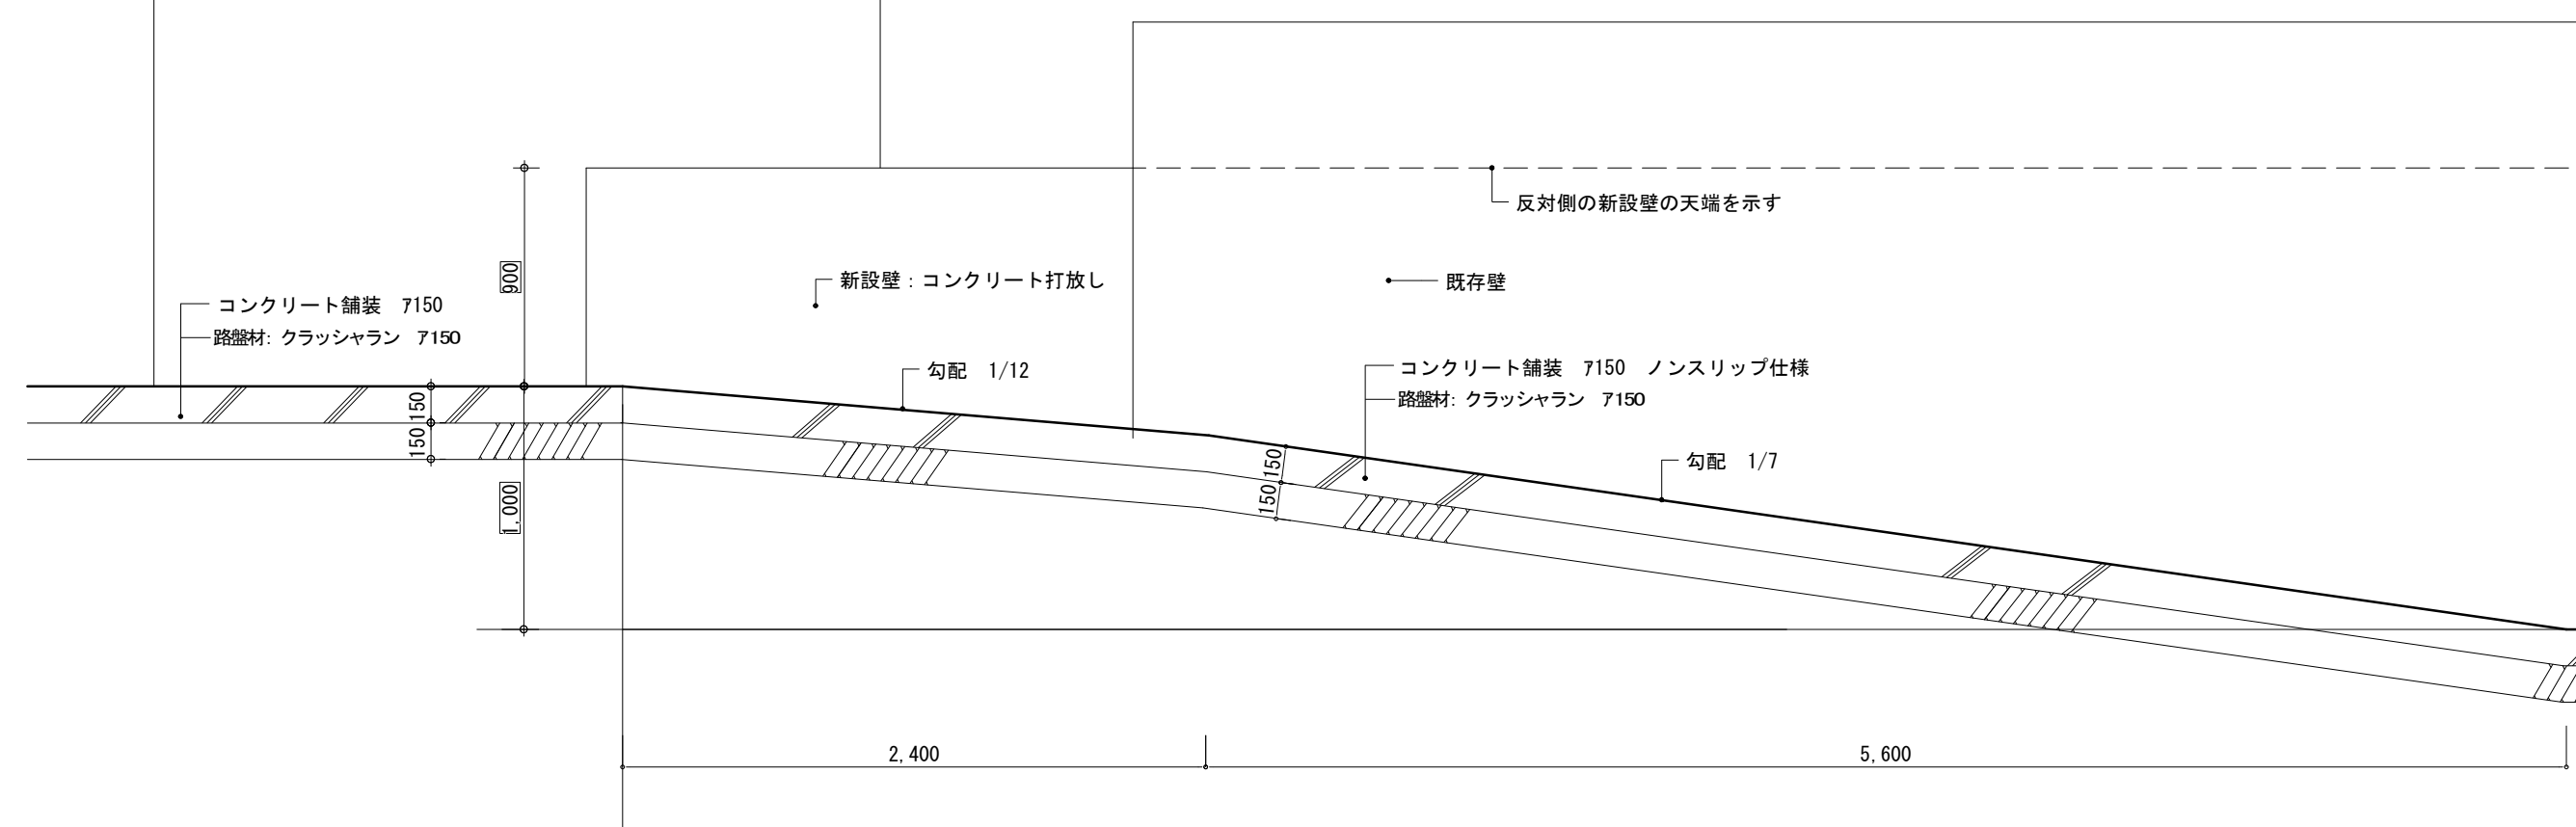 反対側の新設壁の天端を示す
900
新設壁：コンクリート打放し
既存壁
コンクリート舗装　ｱ150
路盤材: クラッシャラン　ｱ150
勾配　1/12
コンクリート舗装　ｱ150　ノンスリップ仕様
路盤材: クラッシャラン　ｱ150
150
150
1,000
150
150
勾配　1/7
2,400
5,600